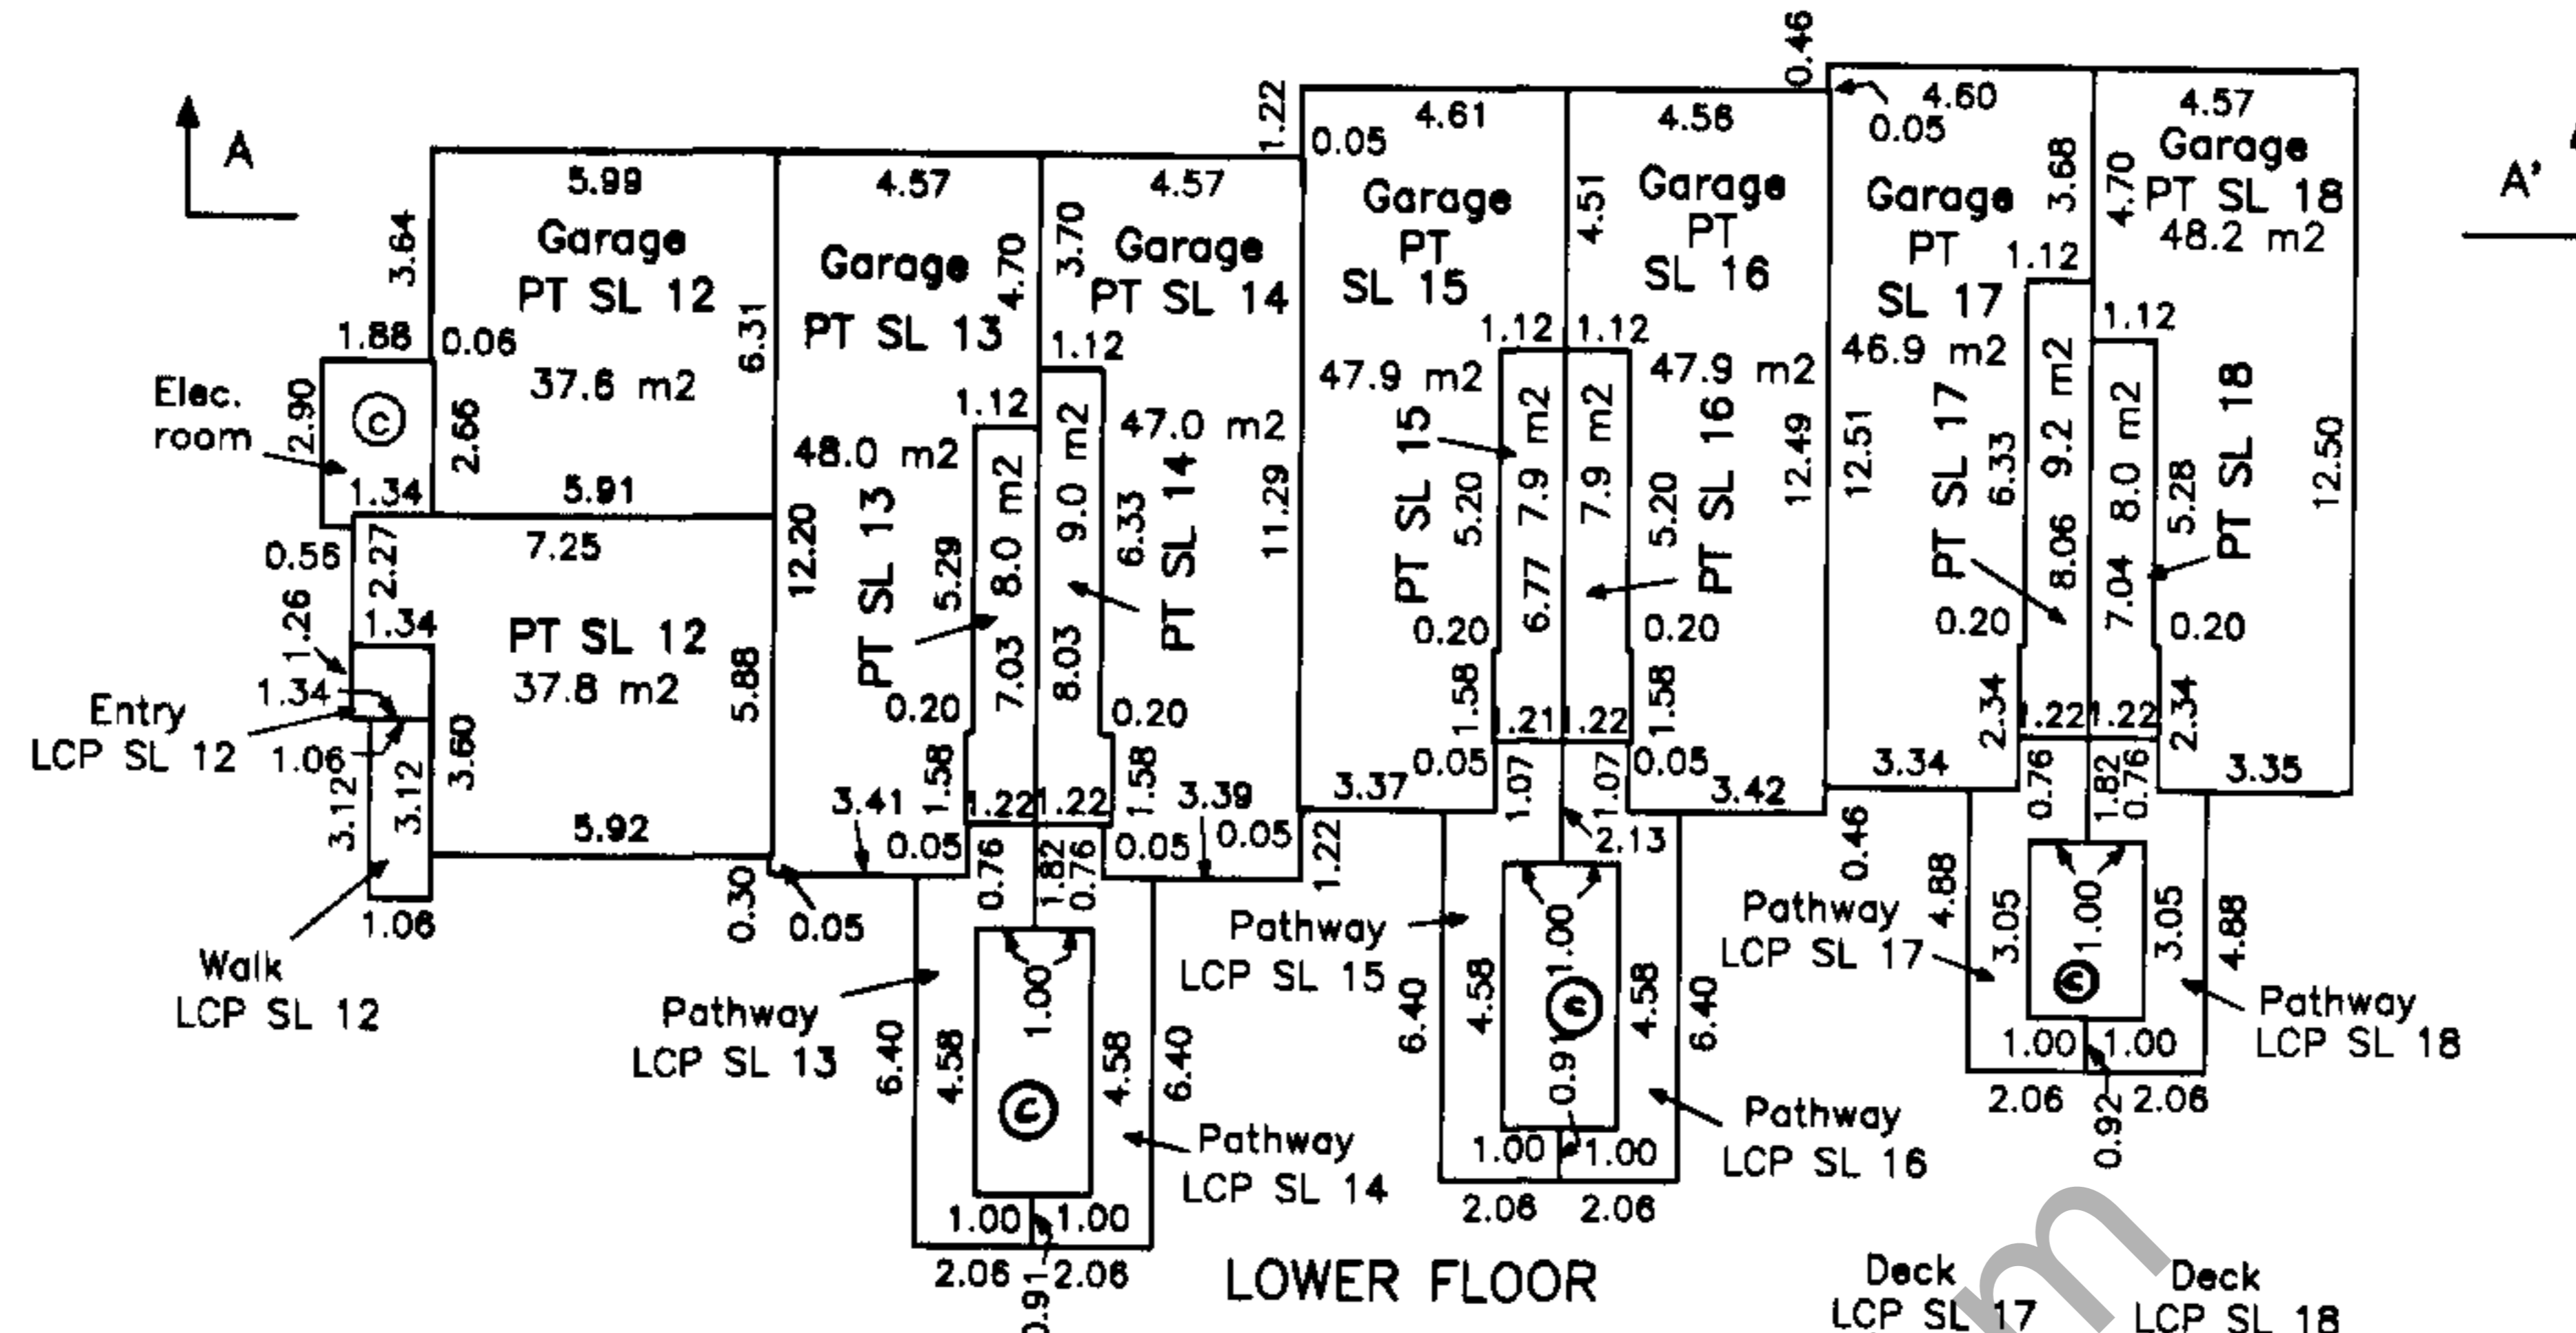 A
5.99
Garage
PT SL 12
37.6 m2
3.64
1.88
0.06
Elec.
room
2.90
c
2.66
1.34
5.91
6.31
0.56
2.27
7.25
1.26
1.34
PT SL 12
37.8 m2
5.88
1.34
Entry
LCP SL 12
1.06
3.12
3.12
3.60
5.92
1.06
Walk
LCP SL 12
0.30
0.05
4.57
Garage
PT SL 13
4.70
48.0 m2
12.20
PT SL 13
1.12
5.29
8.0 m2
7.03
0.20
1.58
1.22
3.41
0.05
0.76
1.82
4.57
3.70
Garage
PT SL 14
1.12
47.0 m2
9.0 m2
6.33
PT SL 14
8.03
11.29
0.20
1.58
1.22
3.39
0.05
0.05
0.76
1.22
Pathway
LCP SL 13
6.40
4.58
1.00
c
4.58
6.40
Pathway
LCP SL 14
1.00
1.00
2.06
0.91
2.06
1.22
0.05
4.61
Garage
PT
SL 15
4.51
1.12
47.9 m2
PT SL 15
5.20
7.9 m2
6.77
0.20
1.58
1.21
0.05
3.37
1.07
4.58
Garage
PT
SL 16
1.12
47.9 m2
7.9 m2
5.20
PT SL 16
12.49
0.20
1.58
1.22
1.07
0.05
3.42
2.13
Pathway
LCP SL 15
6.40
4.58
1.00
c
0.91
4.58
6.40
Pathway
LCP SL 16
1.00
1.00
2.06
2.06
0.46
0.05
4.60
Garage
PT
SL 17
3.68
1.12
46.9 m2
12.51
PT SL 17
6.33
9.2 m2
8.06
0.20
2.34
1.22
3.34
0.46
0.76
1.82
4.57
Garage
PT SL 18
48.2 m2
4.70
1.12
8.0 m2
7.04
5.28
PT SL 18
12.50
0.20
1.22
2.34
0.76
3.35
Pathway
LCP SL 17
4.88
3.05
1.00
c
3.05
4.88
Pathway
LCP SL 18
1.00
1.00
2.06
0.92
2.06
A'
LOWER FLOOR
Deck
LCP SL 17
Deck
LCP SL 18
m